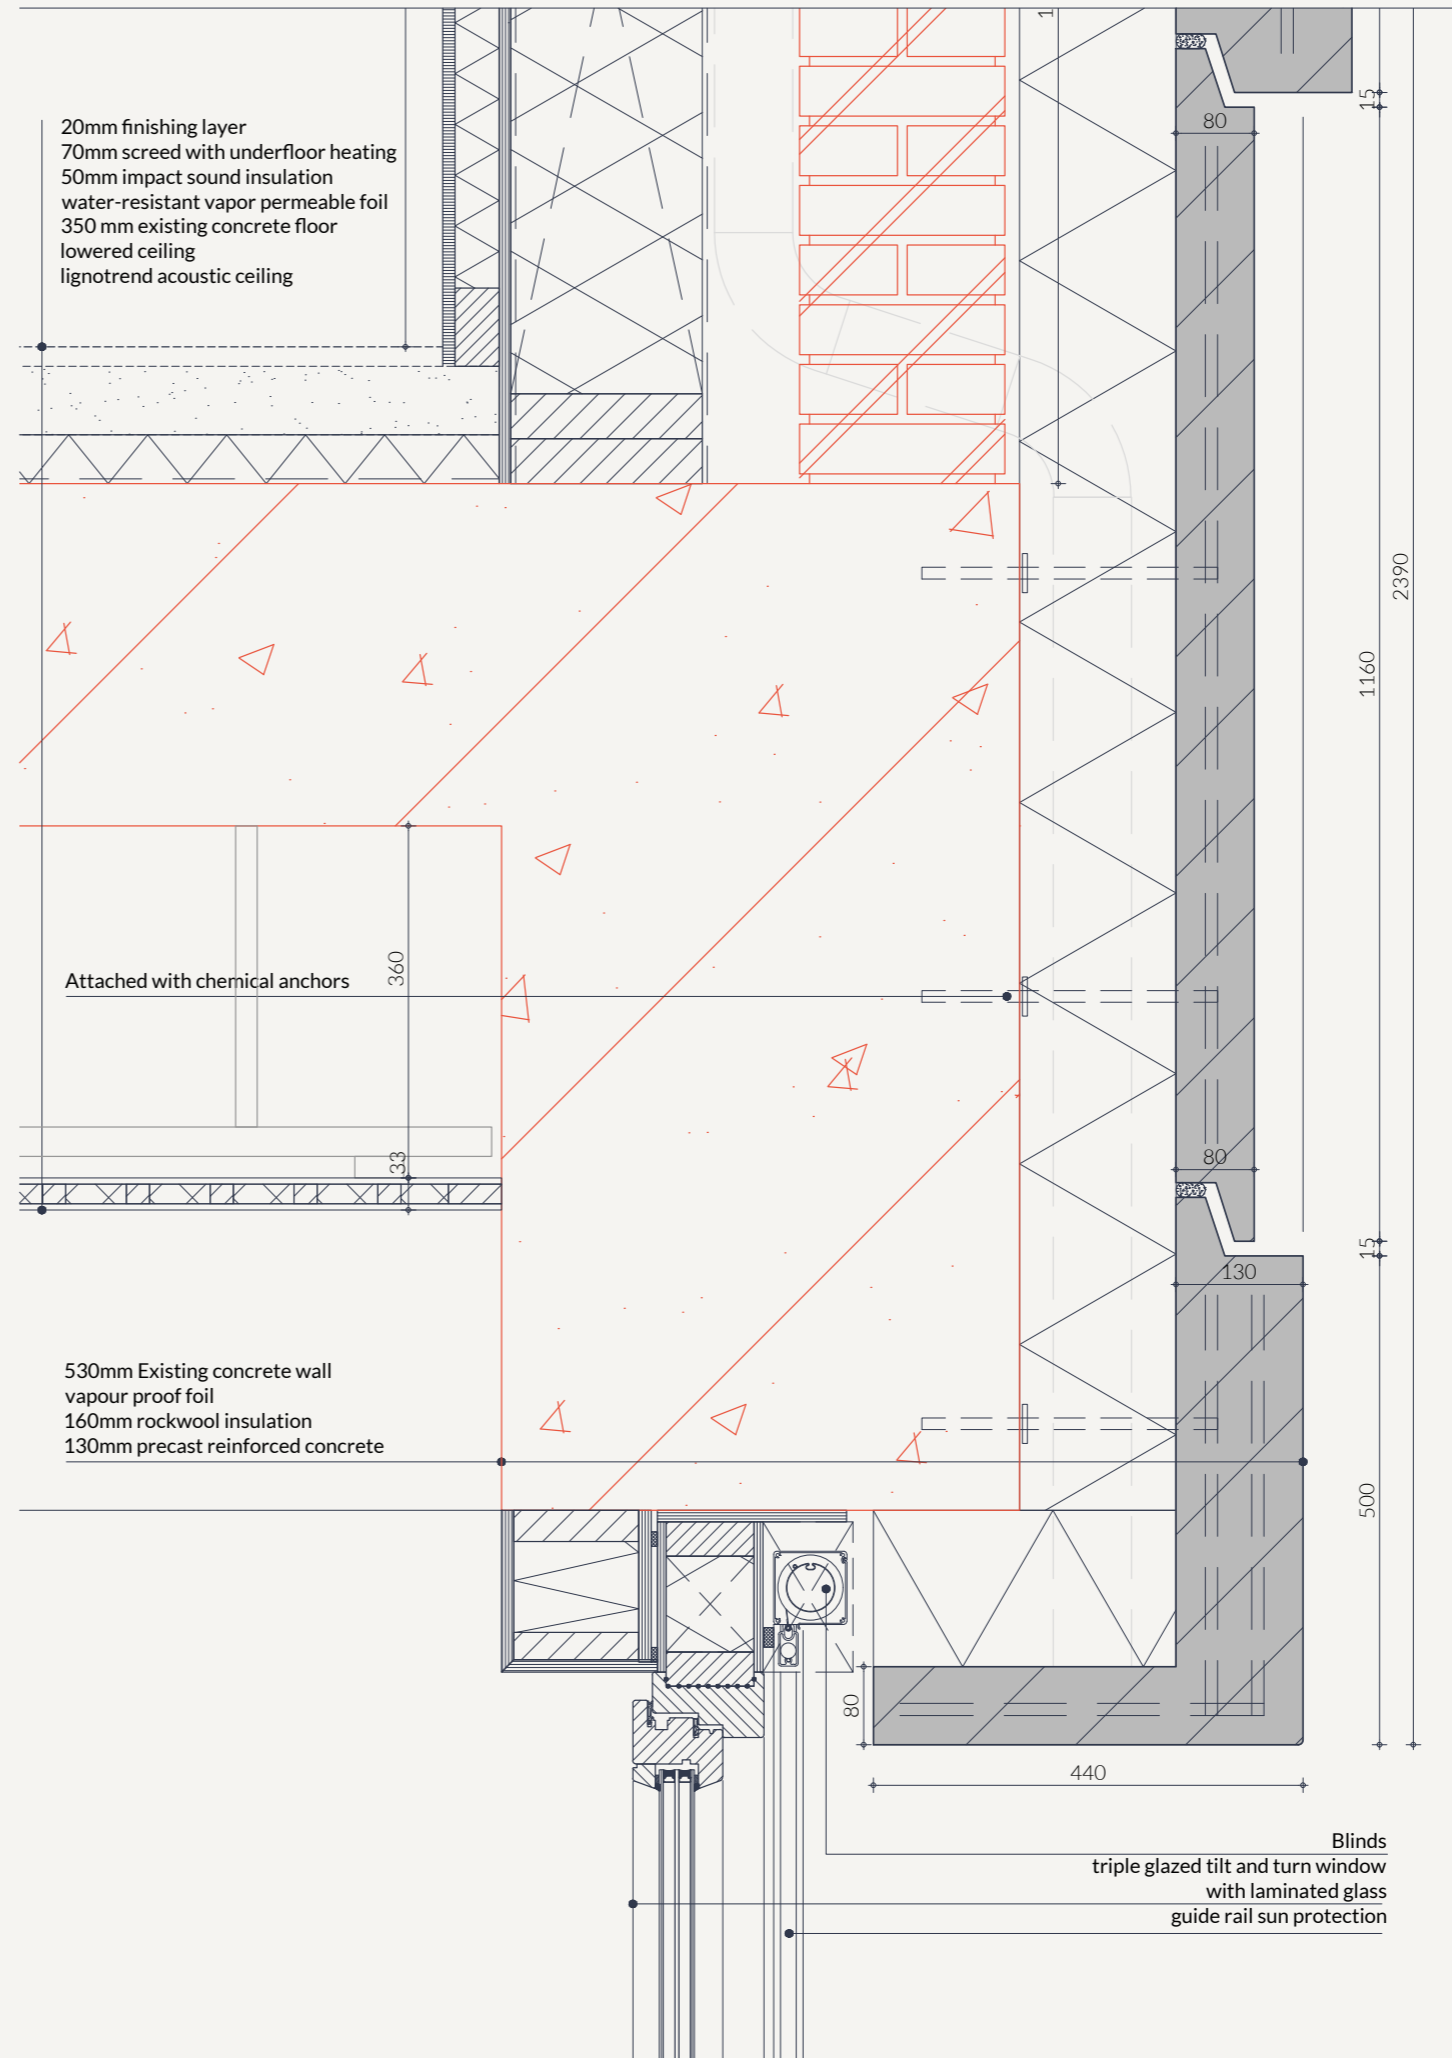 1
15
80
20mm finishing layer
70mm screed with underfloor heating
50mm impact sound insulation
water-resistant vapor permeable foil
350 mm existing concrete floor
lowered ceiling
lignotrend acoustic ceiling
2390
1160
360
Attached with chemical anchors
33
80
15
130
530mm Existing concrete wall
vapour proof foil
160mm rockwool insulation
130mm precast reinforced concrete
500
80
440
Blinds
triple glazed tilt and turn window
with laminated glass
guide rail sun protection